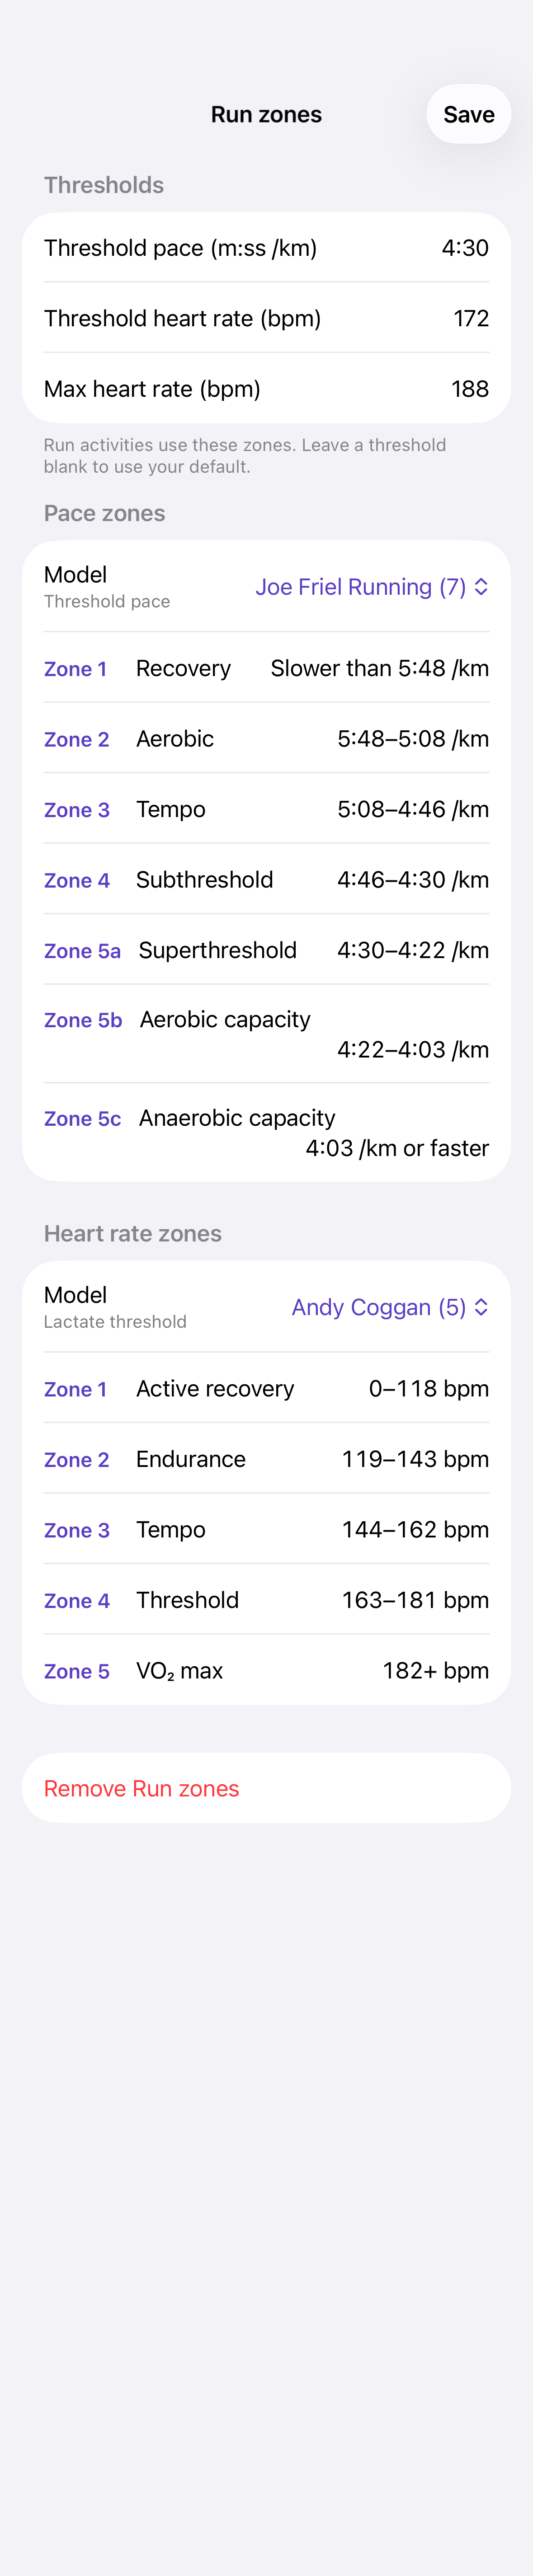 Run zones
Save
Thresholds
Threshold pace (m:ss /km) 4:30
Threshold heart rate (bpm) 172
Max heart rate (bpm) 188
Run activities use these zones. Leave a threshold
blank to use your default.
Pace zones
Model
Threshold pace
Joe Friel Running (7)
Zone 1 Recovery Slower than 5:48 /km
Zone 2 Aerobic 5:48–5:08 /km
Zone 3 Tempo 5:08–4:46 /km
Zone 4 Subthreshold 4:46–4:30 /km
Zone 5a Superthreshold 4:30–4:22 /km
Zone 5b Aerobic capacity
4:22–4:03 /km
Zone 5c Anaerobic capacity
4:03 /km or faster
Heart rate zones
Model
Lactate threshold
Andy Coggan (5)
Zone 1 Active recovery 0–118 bpm
Zone 2 Endurance 119–143 bpm
Zone 3 Tempo 144–162 bpm
Zone 4 Threshold 163–181 bpm
Zone 5 VO₂ max 182+ bpm
Remove Run zones